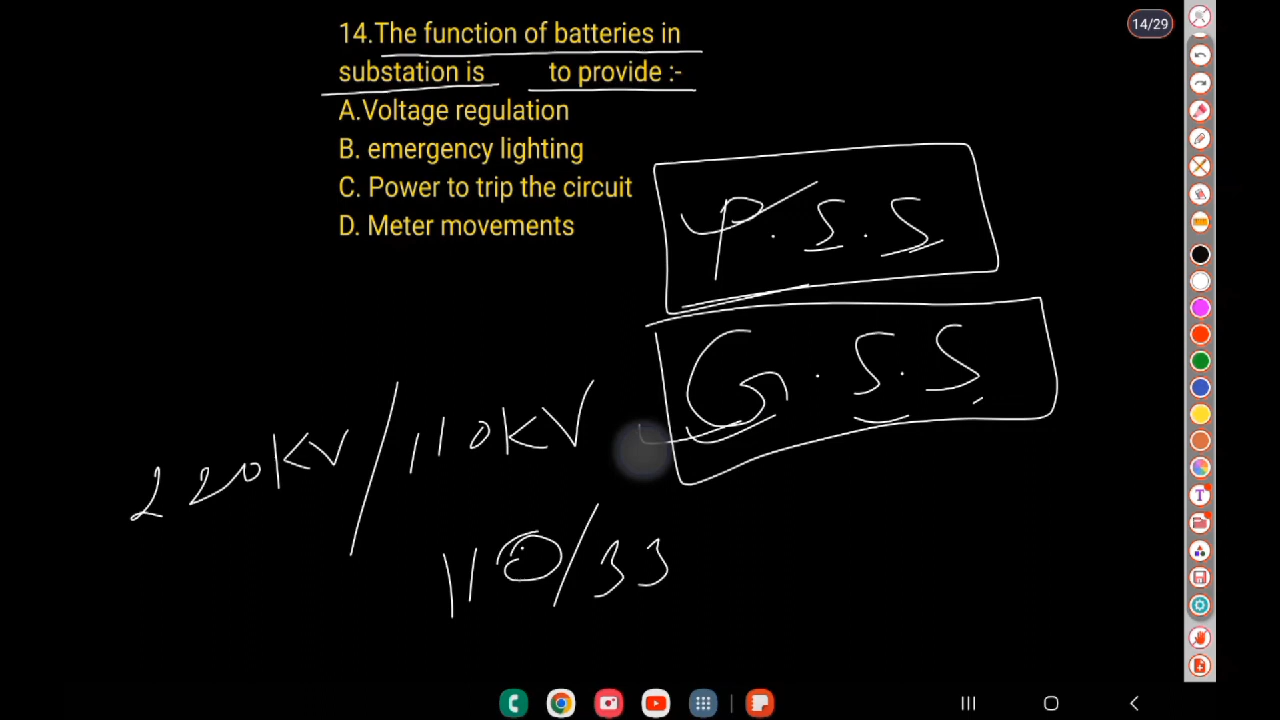 14/29
14.The function of batteries in
substation is to provide :-
A.Voltage regulation
B. emergency lighting
C. Power to trip the circuit
D. Meter movements
P.S.S
G.S.S
220KV/110KV
110/33